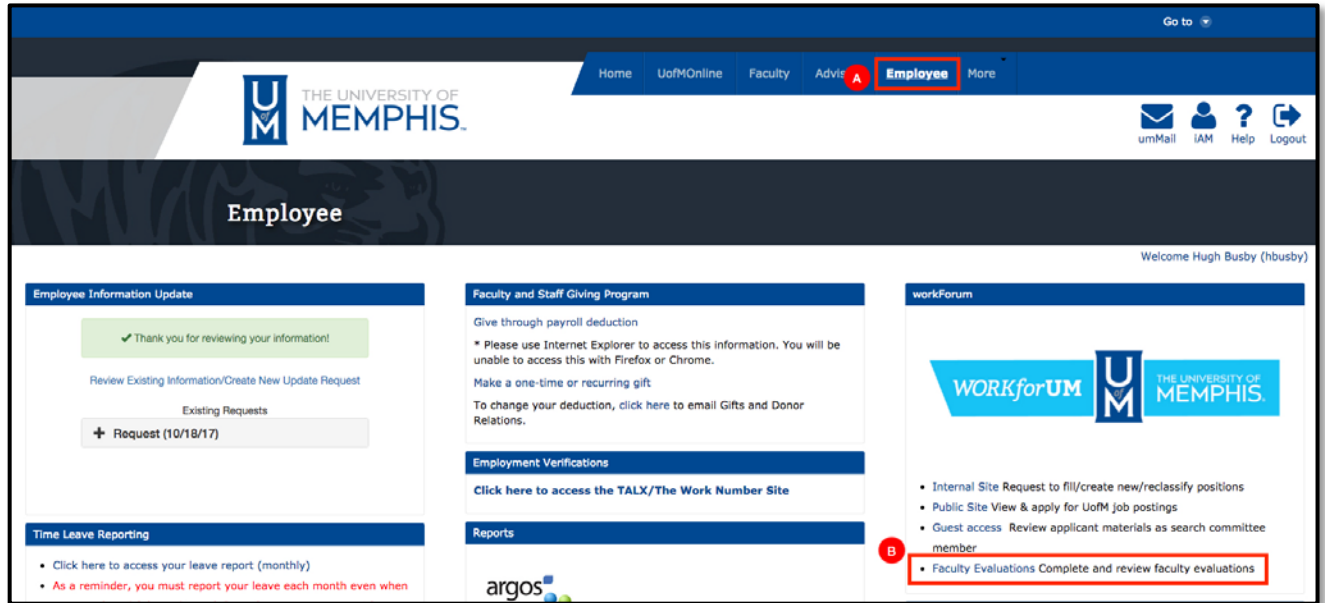 Go to
Home UofMOnline Faculty Advis A Employee More
U of M THE UNIVERSITY OF
MEMPHIS
umMail iAM Help Logout
Employee
Welcome Hugh Busby (hbusby)
Employee Information Update
✔ Thank you for reviewing your information!
Review Existing Information/Create New Update Request
Existing Requests
+ Request (10/18/17)
Time Leave Reporting
• Click here to access your leave report (monthly)
• As a reminder, you must report your leave each month even when
Faculty and Staff Giving Program
Give through payroll deduction
* Please use Internet Explorer to access this information. You will be
unable to access this with Firefox or Chrome.
Make a one-time or recurring gift
To change your deduction, click here to email Gifts and Donor
Relations.
Employment Verifications
Click here to access the TALX/The Work Number Site
Reports
argos
workForum
WORKforUM U of M THE UNIVERSITY OF
MEMPHIS.
• Internal Site Request to fill/create new/reclassify positions
• Public Site View & apply for UofM job postings
• Guest access Review applicant materials as search committee
member
B
• Faculty Evaluations Complete and review faculty evaluations